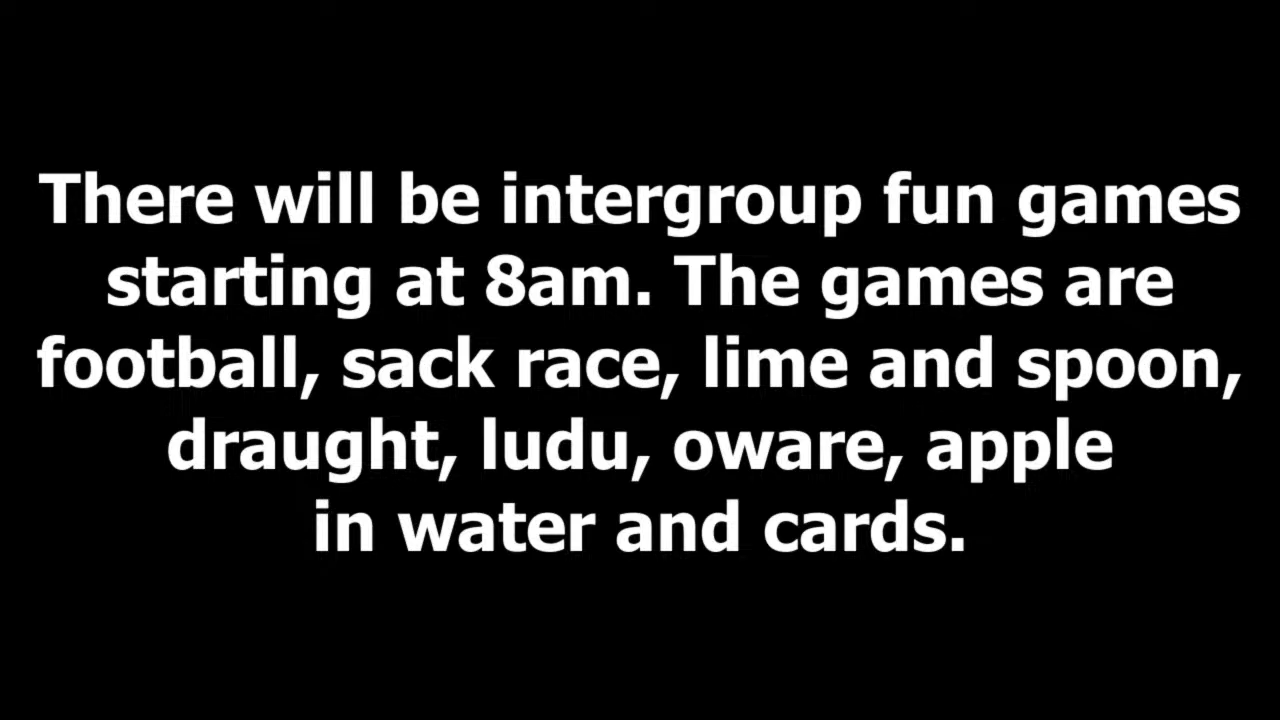 There will be intergroup fun games
starting at 8am. The games are
football, sack race, lime and spoon,
draught, ludu, oware, apple
in water and cards.